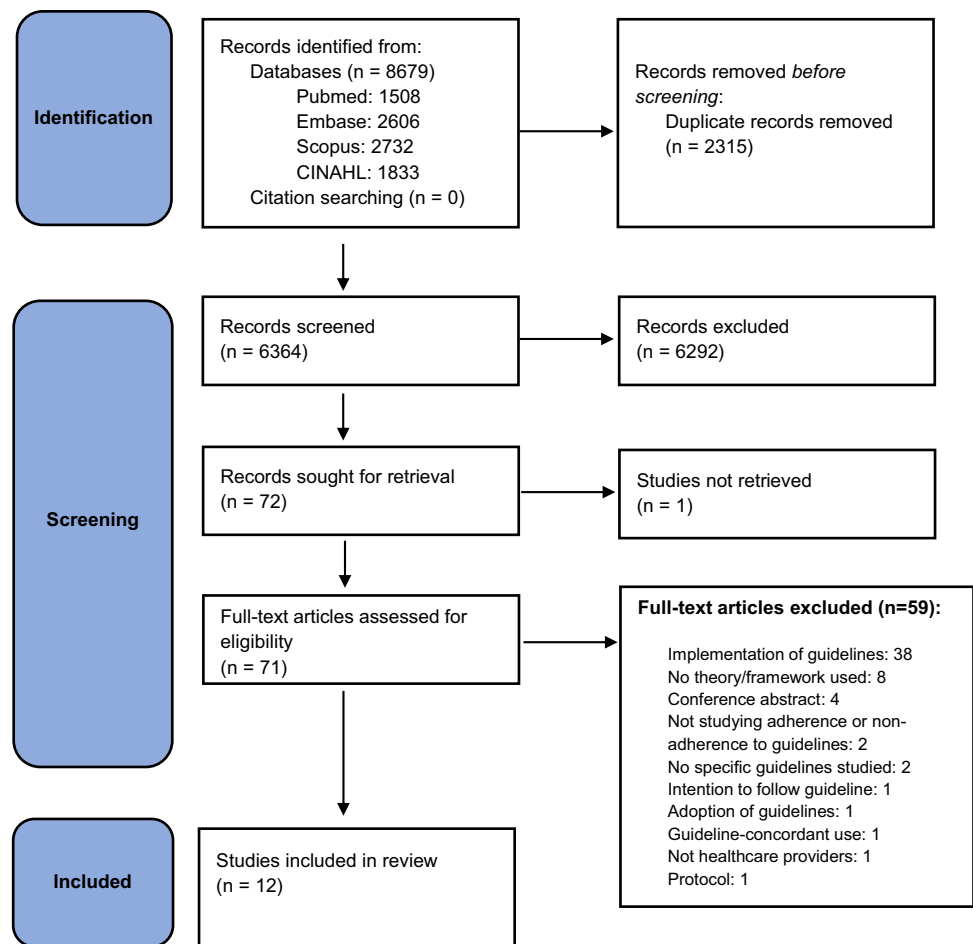 Identification
Records identified from:
Databases (n = 8679)
Pubmed: 1508
Embase: 2606
Scopus: 2732
CINAHL: 1833
Citation searching (n = 0)
Records removed before
screening:
Duplicate records removed
(n = 2315)
Screening
Records screened
(n = 6364)
Records excluded
(n = 6292)
Records sought for retrieval
(n = 72)
Studies not retrieved
(n = 1)
Full-text articles assessed for
eligibility
(n = 71)
Full-text articles excluded (n=59):
Implementation of guidelines: 38
No theory/framework used: 8
Conference abstract: 4
Not studying adherence or non-
adherence to guidelines: 2
No specific guidelines studied: 2
Intention to follow guideline: 1
Adoption of guidelines: 1
Guideline-concordant use: 1
Not healthcare providers: 1
Protocol: 1
Included
Studies included in review
(n = 12)